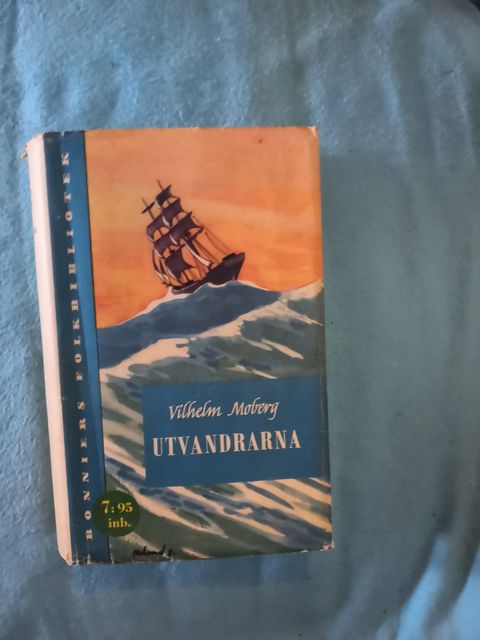 BONNIERS FOLKBIBLIOTEK
Vilhelm Moberg
UTVANDRARNA
7:95
inb.